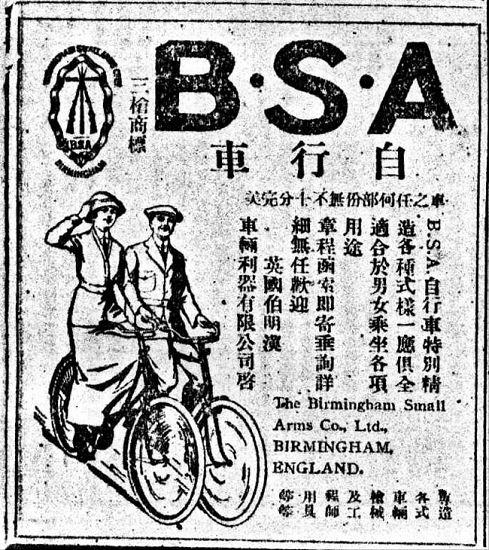 B·S·A
三槍商標
B.S.A
BIRMINGHAM
自行車
車之任何部份無不十分完美
B.S.A.自行車特別精
造各種式樣一應俱全
適合於男女乘坐各項
用途
章程函索即寄垂詢詳
細無任歡迎
英國伯明漢
車輛利器有限公司啓
The Birmingham Small
Arms Co., Ltd.,
BIRMINGHAM,
ENGLAND.
製造
各式
車輛
槍械
及工
程師
用具
等等